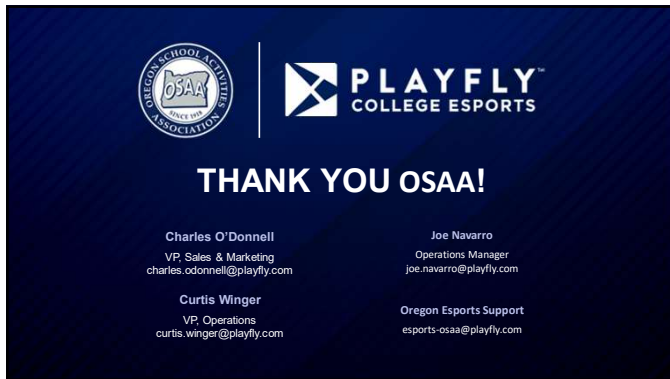 OREGON SCHOOL ACTIVITIES
OSAA
SINCE 1918
ASSOCIATION
PLAYFLY™
COLLEGE ESPORTS
THANK YOU OSAA!
Charles O’Donnell
VP, Sales & Marketing
charles.odonnell@playfly.com
Curtis Winger
VP, Operations
curtis.winger@playfly.com
Joe Navarro
Operations Manager
joe.navarro@playfly.com
Oregon Esports Support
esports-osaa@playfly.com